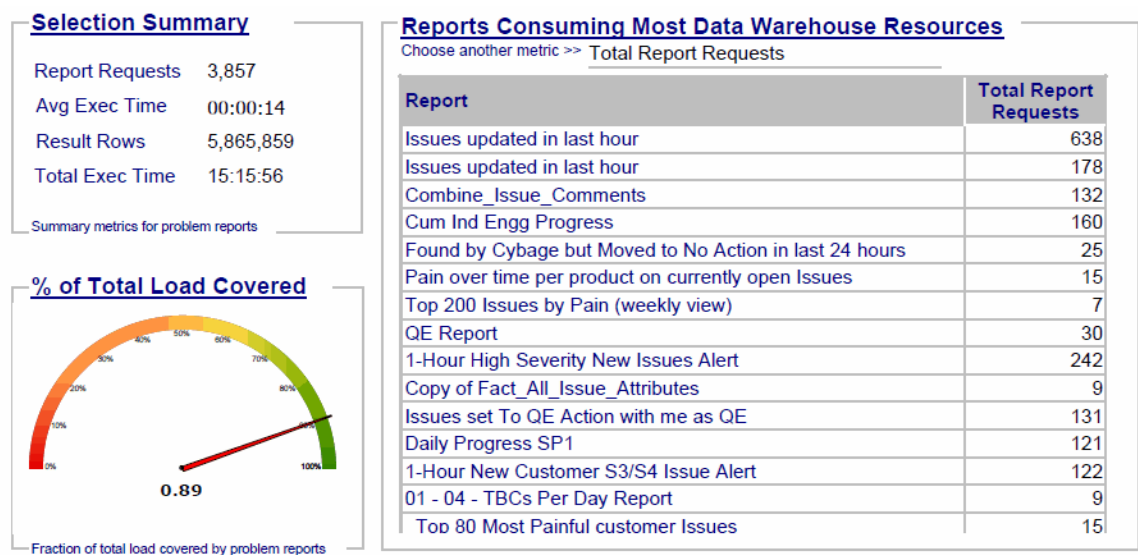 Selection Summary
Report Requests 3,857
Avg Exec Time 00:00:14
Result Rows 5,865,859
Total Exec Time 15:15:56
Summary metrics for problem reports
% of Total Load Covered
0%
10%
20%
30%
40%
50%
60%
70%
80%
90%
100%
0.89
Fraction of total load covered by problem reports
Reports Consuming Most Data Warehouse Resources
Choose another metric >> Total Report Requests
Report Total Report Requests
Issues updated in last hour 638
Issues updated in last hour 178
Combine_Issue_Comments 132
Cum Ind Engg Progress 160
Found by Cybage but Moved to No Action in last 24 hours 25
Pain over time per product on currently open Issues 15
Top 200 Issues by Pain (weekly view) 7
QE Report 30
1-Hour High Severity New Issues Alert 242
Copy of Fact_All_Issue_Attributes 9
Issues set To QE Action with me as QE 131
Daily Progress SP1 121
1-Hour New Customer S3/S4 Issue Alert 122
01 - 04 - TBCs Per Day Report 9
Top 80 Most Painful customer Issues 15